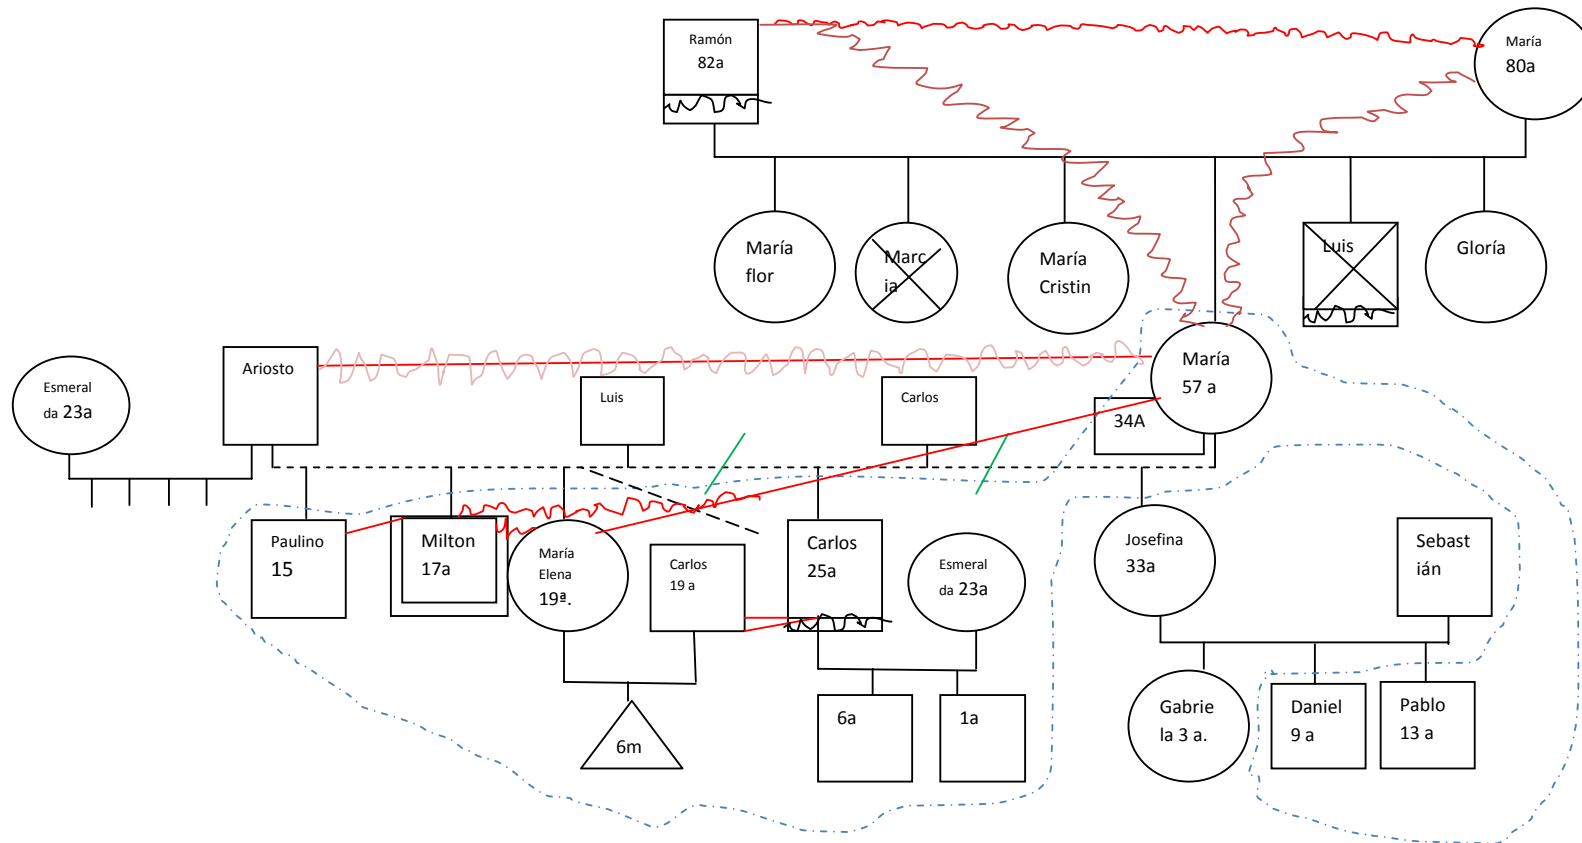 Ramón
82a
María
80a
María
flor
Marc
ia
María
Cristin
Luis
Gloría
Esmeral
da 23a
Ariosto
Luis
Carlos
María
57 a
34A
Paulino
15
Milton
17a
María
Elena
19ª.
Carlos
19 a
Carlos
25a
Esmeral
da 23a
Josefina
33a
Sebast
ián
6m
6a
1a
Gabrie
la 3 a.
Daniel
9 a
Pablo
13 a